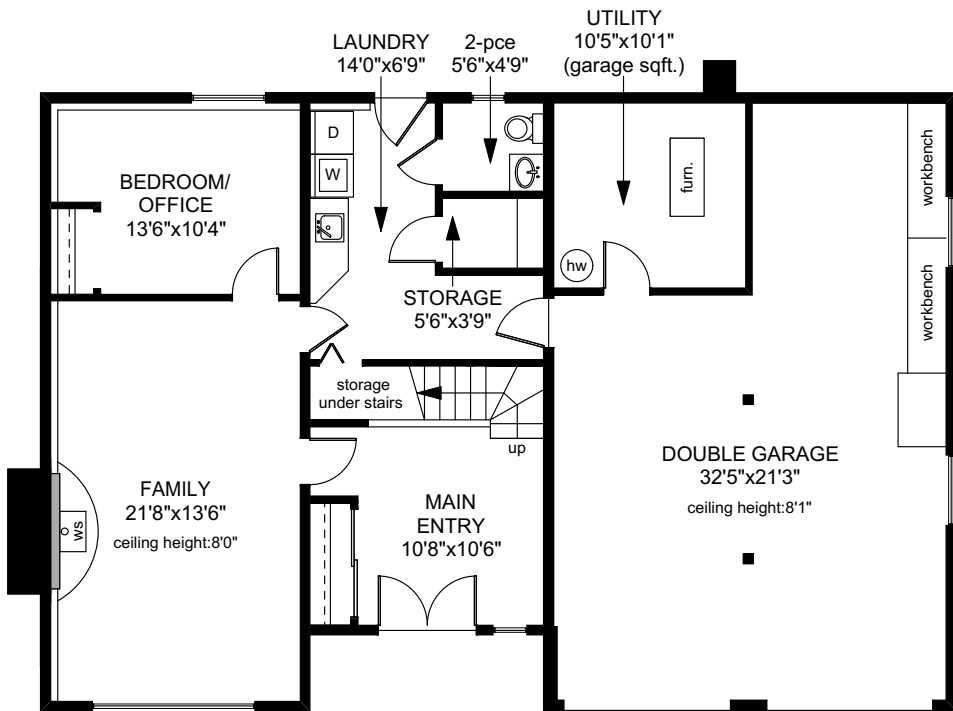 UTILITY
10'5"x10'1"
(garage sqft.)
LAUNDRY
14'0"x6'9"
2-pce
5'6"x4'9"
D
W
BEDROOM/
OFFICE
13'6"x10'4"
furn.
workbench
hw
workbench
STORAGE
5'6"x3'9"
storage
under stairs
up
DOUBLE GARAGE
32'5"x21'3"
ceiling height:8'1"
FAMILY
21'8"x13'6"
ceiling height:8'0"
ws
MAIN
ENTRY
10'8"x10'6"